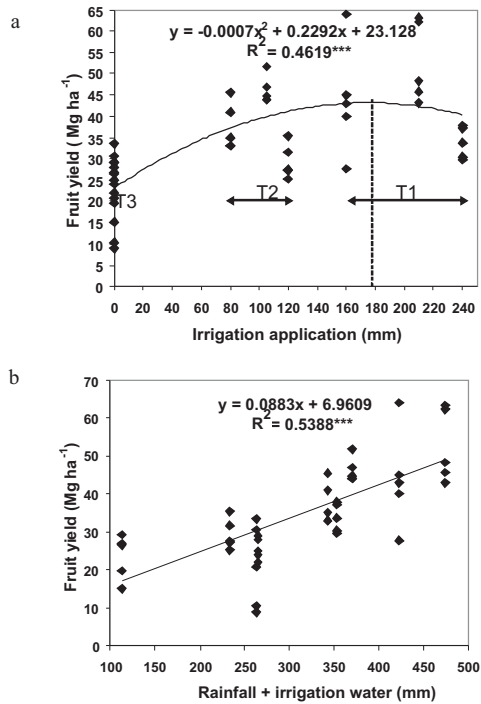 a
y = -0.0007x² + 0.2292x + 23.128
R² = 0.4619***
Fruit yield ( Mg ha⁻¹)
65
60
55
50
45
40
35
30
25
20
15
10
5
0
T3
T2
T1
0 20 40 60 80 100 120 140 160 180 200 220 240
Irrigation application (mm)
b
y = 0.0883x + 6.9609
R² = 0.5388***
Fruit yield (Mg ha⁻¹)
70
60
50
40
30
20
10
0
100 150 200 250 300 350 400 450 500
Rainfall + irrigation water (mm)